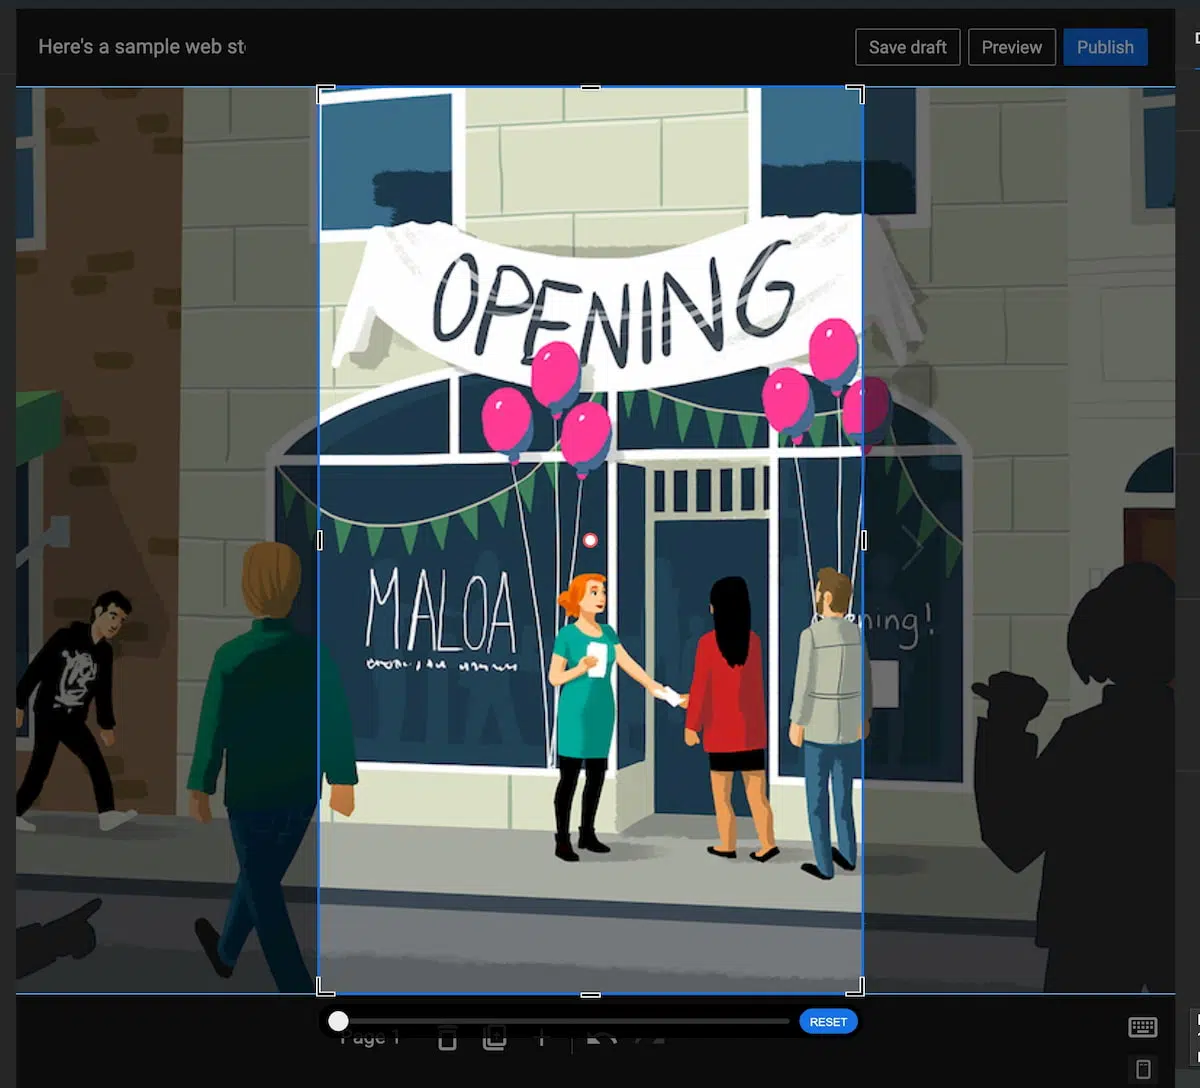 Here's a sample web st
Save draft
Preview
Publish
OPENING
MALOA
ning!
Page 1
RESET